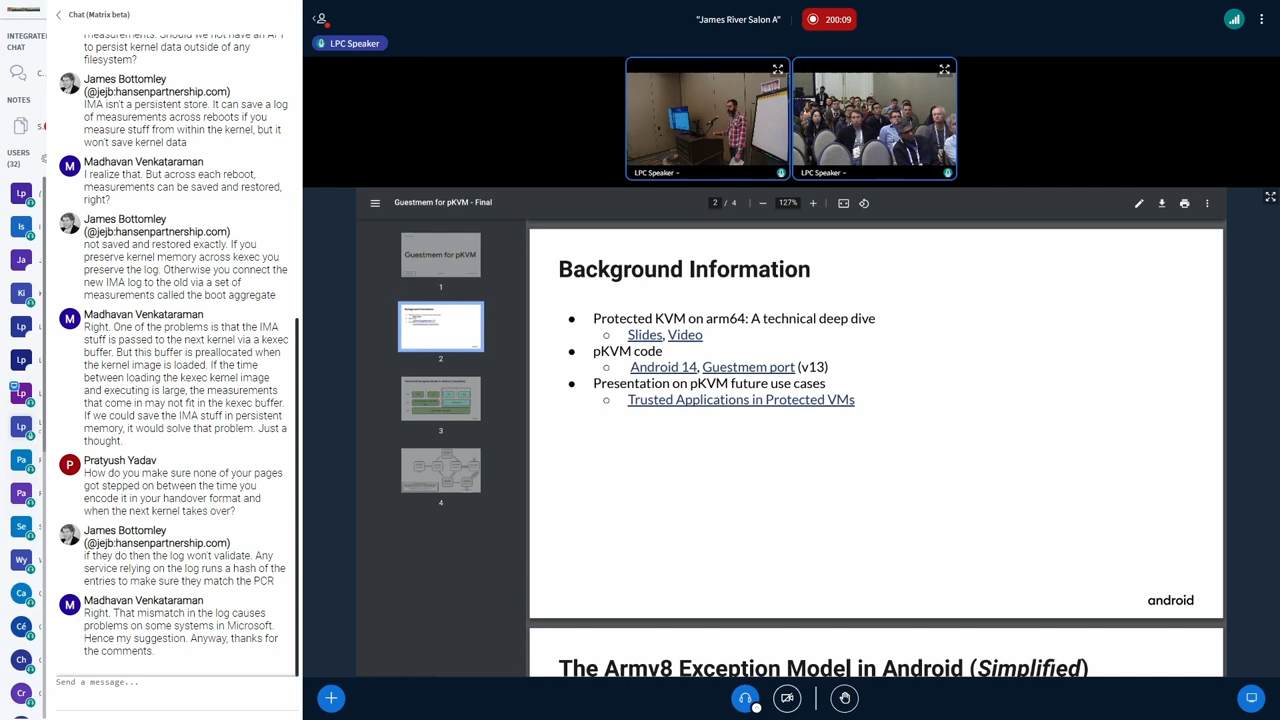 Chat (Matrix beta)
INTEGRATE
CHAT
C..
NOTES
S.
USERS
(32)
Lp
Is
Ja
Ki
Lp
Lp
Lp
Lp
Pa
Pa
Se
Wy
Ca
Cé
Ch
Cr
to persist kernel data outside of any
filesystem?
James Bottomley
(@jejb:hansenpartnership.com)
IMA isn't a persistent store. It can save a log
of measurements across reboots if you
measure stuff from within the kernel, but it
won't save kernel data
M
Madhavan Venkataraman
I realize that. But across each reboot,
measurements can be saved and restored,
right?
James Bottomley
(@jejb:hansenpartnership.com)
not saved and restored exactly. If you
preserve kernel memory across kexec you
preserve the log. Otherwise you connect the
new IMA log to the old via a set of
measurements called the boot aggregate
M
Madhavan Venkataraman
Right. One of the problems is that the IMA
stuff is passed to the next kernel via a kexec
buffer. But this buffer is preallocated when
the kernel image is loaded. If the time
between loading the kexec kernel image
and executing is large, the measurements
that come in may not fit in the kexec buffer.
If we could save the IMA stuff in persistent
memory, it would solve that problem. Just a
thought.
P
Pratyush Yadav
How do you make sure none of your pages
got stepped on between the time you
encode it in your handover format and
when the next kernel takes over?
James Bottomley
(@jejb:hansenpartnership.com)
if they do then the log won't validate. Any
service relying on the log runs a hash of the
entries to make sure they match the PCR
M
Madhavan Venkataraman
Right. That mismatch in the log causes
problems on some systems in Microsoft.
Hence my suggestion. Anyway, thanks for
the comments.
Send a message...
"James River Salon A"
200:09
LPC Speaker
LPC Speaker
LPC Speaker
Guestmem for pKVM - Final
2 / 4
127%
Guestmem for pKVM
1
2
3
4
Background Information
● Protected KVM on arm64: A technical deep dive
○ Slides, Video
● pKVM code
○ Android 14, Guestmem port (v13)
● Presentation on pKVM future use cases
○ Trusted Applications in Protected VMs
android
The Armv8 Exception Model in Android (Simplified)